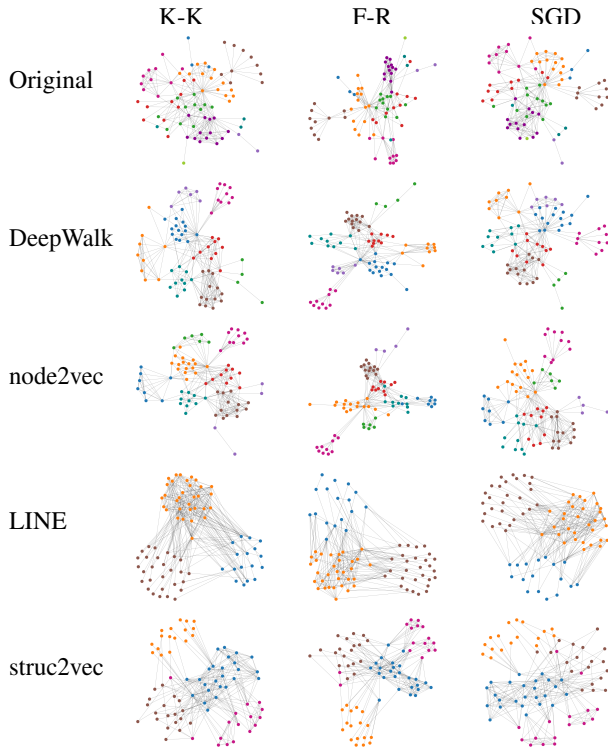 K-K F-R SGD
Original
DeepWalk
node2vec
LINE
struc2vec